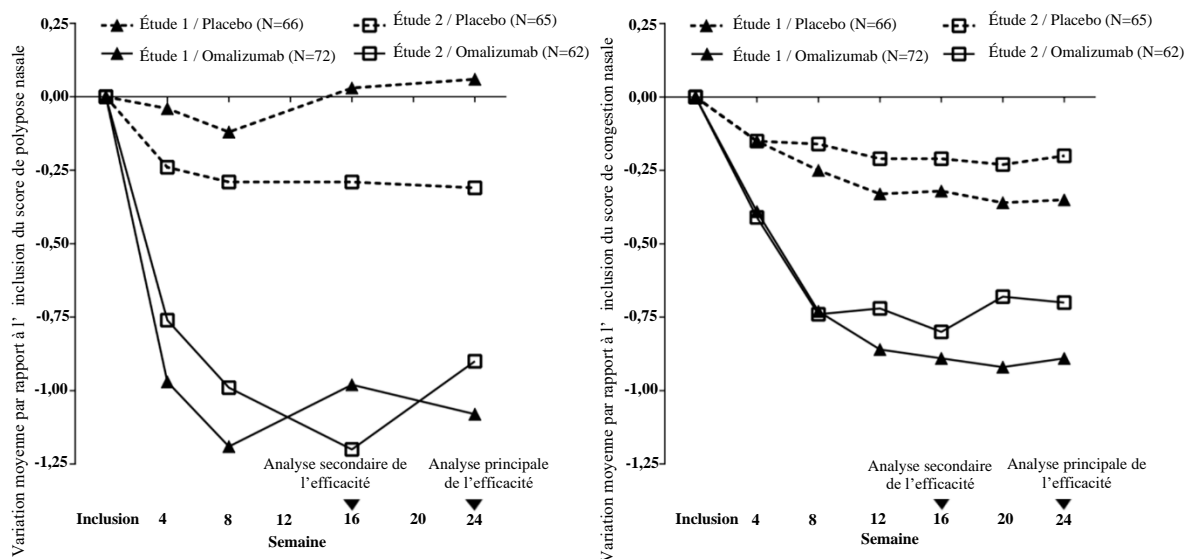 Variation moyenne par rapport à l’ inclusion du score de polypose nasale
0,25
0,00
-0,25
-0,50
-0,75
-1,00
-1,25
Étude 1 / Placebo (N=66)
Étude 2 / Placebo (N=65)
Étude 1 / Omalizumab (N=72)
Étude 2 / Omalizumab (N=62)
Analyse secondaire de
l’efficacité
Analyse principale
de l’efficacité
Inclusion 4 8 12 16 20 24
Semaine
Variation moyenne par rapport à l’ inclusion du score de congestion nasale
0,25
0,00
-0,25
-0,50
-0,75
-1,00
-1,25
Étude 1 / Placebo (N=66)
Étude 2 / Placebo (N=65)
Étude 1 / Omalizumab (N=72)
Étude 2 / Omalizumab (N=62)
Analyse secondaire
de l’efficacité
Analyse principale de
l’efficacité
Inclusion 4 8 12 16 20 24
Semaine